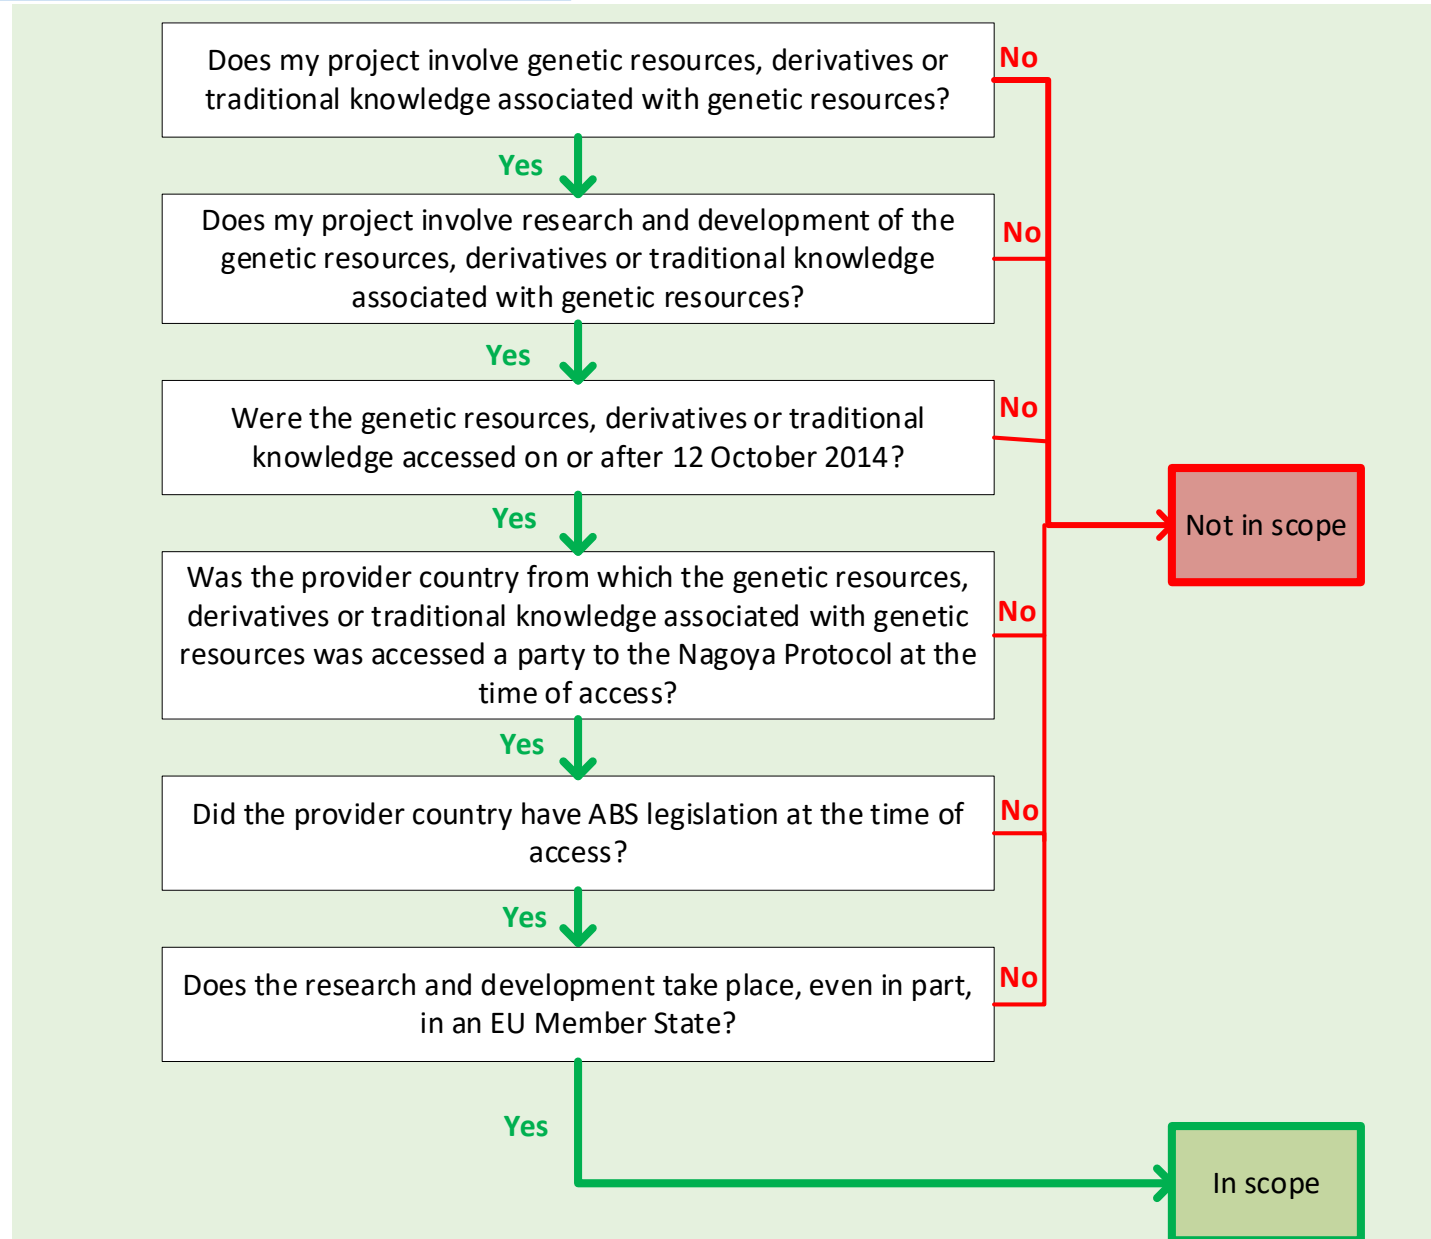 Does my project involve genetic resources, derivatives or
traditional knowledge associated with genetic resources?
No
Yes
Does my project involve research and development of the
genetic resources, derivatives or traditional knowledge
associated with genetic resources?
No
Yes
Were the genetic resources, derivatives or traditional
knowledge accessed on or after 12 October 2014?
No
Not in scope
Yes
Was the provider country from which the genetic resources,
derivatives or traditional knowledge associated with genetic
resources was accessed a party to the Nagoya Protocol at the
time of access?
No
Yes
Did the provider country have ABS legislation at the time of
access?
No
Yes
Does the research and development take place, even in part,
in an EU Member State?
No
Yes
In scope